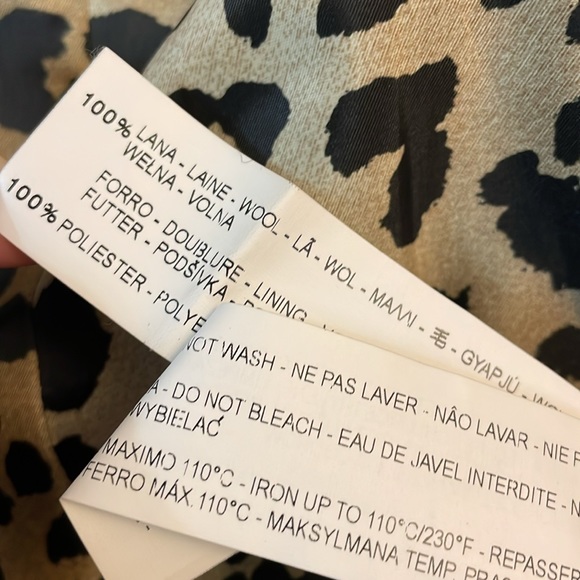 100% LANA - LAINE - WOOL - LÃ - WOL - ΜΑΛΛΙ - 毛 - GYAPJÚ -
WEŁNA - VOLNA
FORRO - DOUBLURE - LINING -
FUTTER - PODŠÍVKA -
100% POLIESTER -
NOT WASH - NE PAS LAVER - NÃO LAVAR - NIE
- DO NOT BLEACH - EAU DE JAVEL INTERDITE -
WYBIELAĆ
MAXIMO 110°C - IRON UP TO 110°C/230°F - REPASSER
FERRO MÁX. 110°C - MAKSYLMANA TEMP.